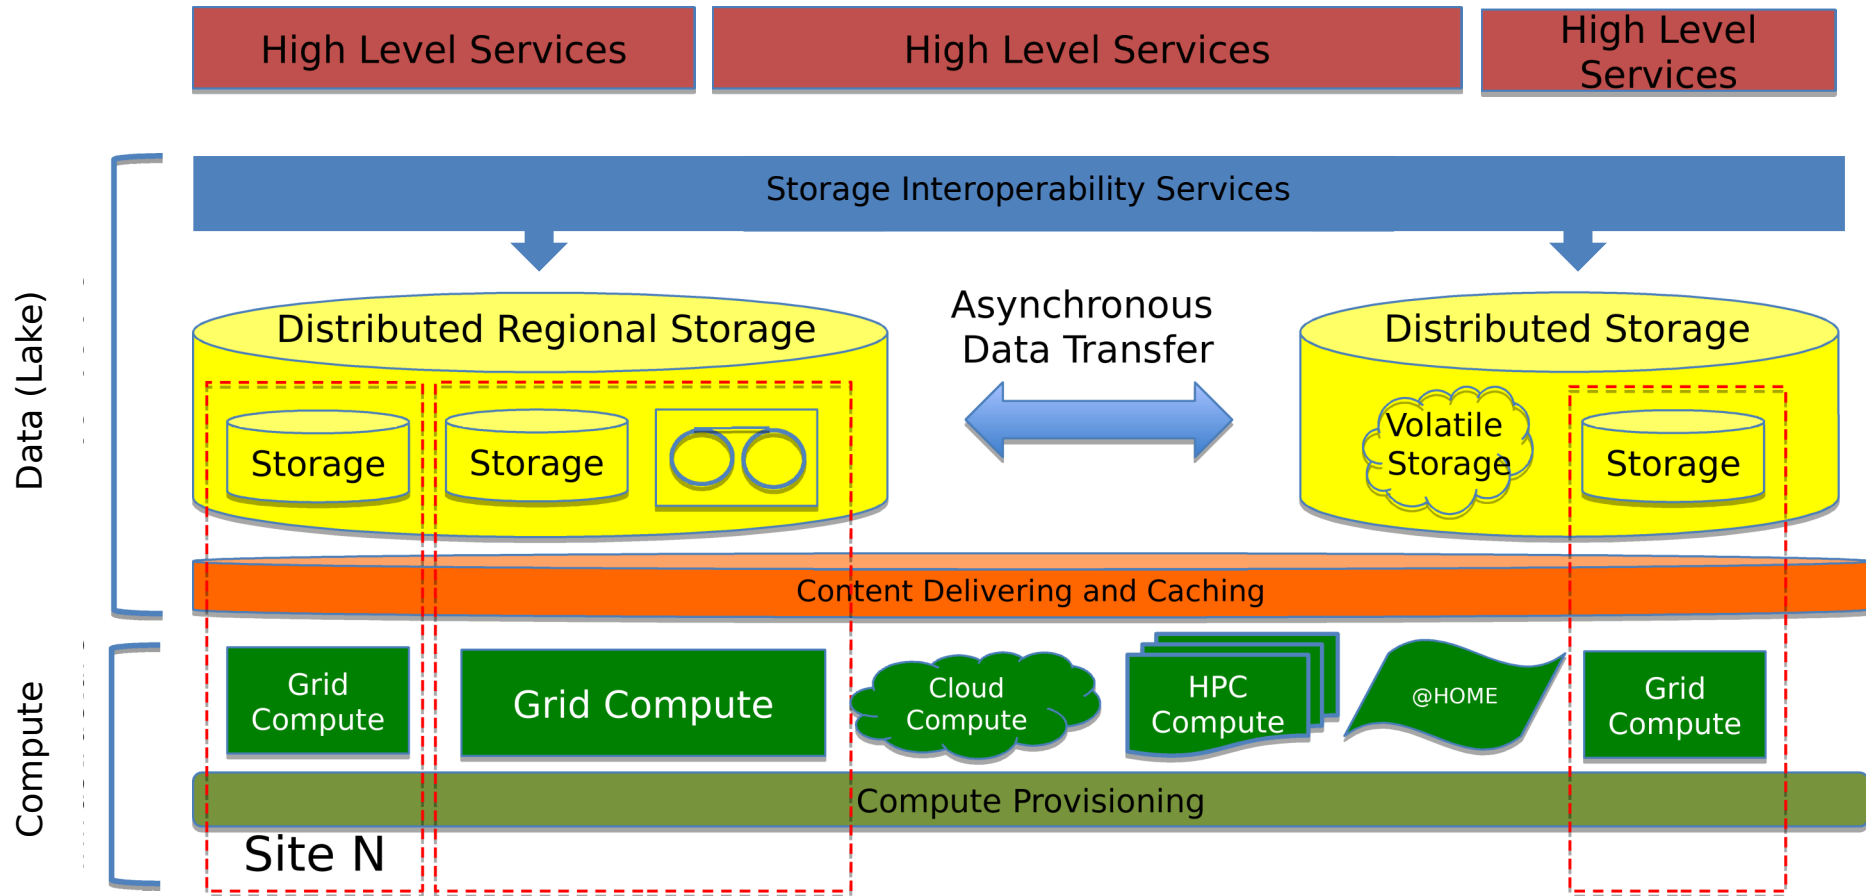 High Level Services
High Level Services
High Level
Services
Storage Interoperability Services
Data (Lake)
Distributed Regional Storage
Asynchronous
Data Transfer
Distributed Storage
Storage
Storage
Volatile
Storage
Storage
Content Delivering and Caching
Compute
Grid
Compute
Grid Compute
Cloud
Compute
HPC
Compute
@HOME
Grid
Compute
Compute Provisioning
Site N